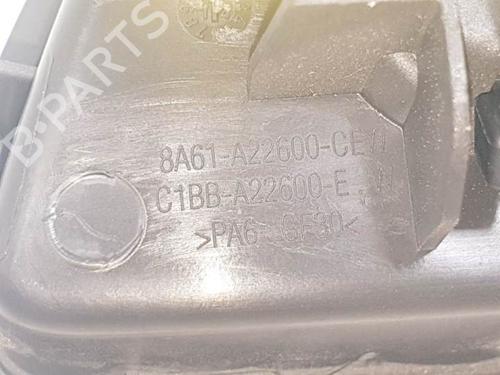 B-PARTS
8A61-A22600-CE
C1BB-A22600-E
>PA6 GF30<